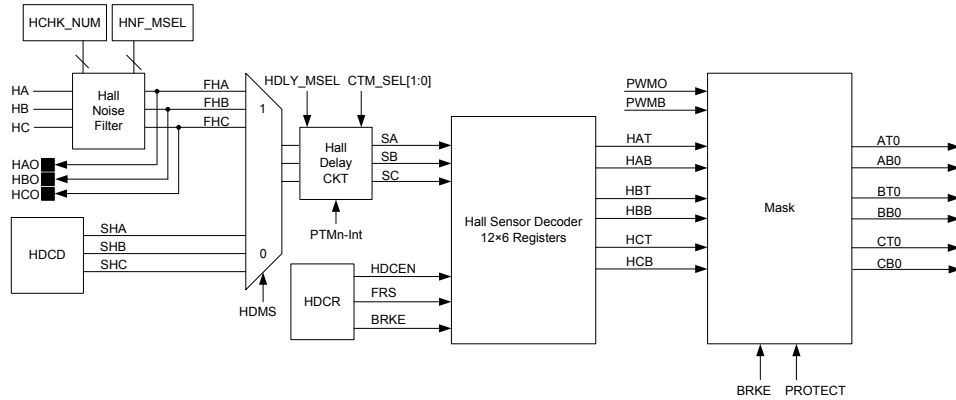 HCHK_NUM
HNF_MSEL
HDLY_MSEL
CTM_SEL[1:0]
HA
HB
HC
Hall
Noise
Filter
FHA
FHB
FHC
1
0
HAO
HBO
HCO
HDCD
SHA
SHB
SHC
HDMS
Hall
Delay
CKT
PTMn-Int
SA
SB
SC
HDCR
HDCEN
FRS
BRKE
Hall Sensor Decoder
12×6 Registers
PWMO
PWMB
HAT
HAB
HBT
HBB
HCT
HCB
Mask
AT0
AB0
BT0
BB0
CT0
CB0
BRKE
PROTECT